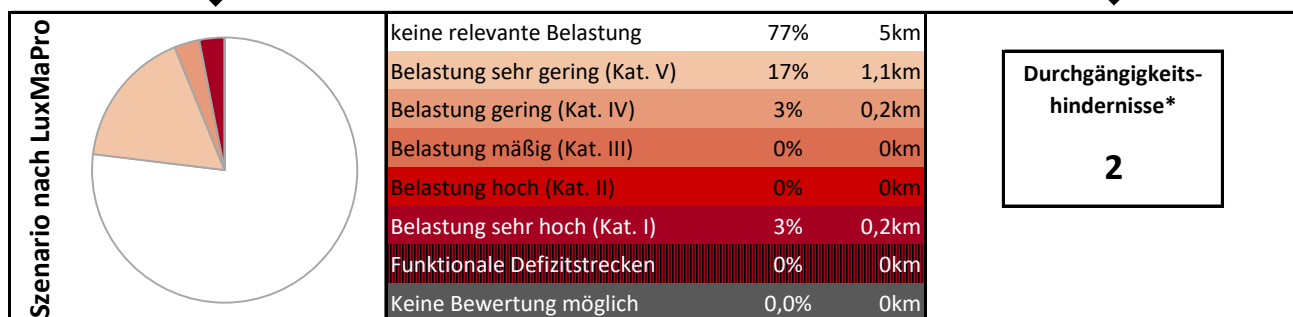 Szenario nach LuxMaPro
keine relevante Belastung 77% 5km
Belastung sehr gering (Kat. V) 17% 1,1km
Belastung gering (Kat. IV) 3% 0,2km
Belastung mäßig (Kat. III) 0% 0km
Belastung hoch (Kat. II) 0% 0km
Belastung sehr hoch (Kat. I) 3% 0,2km
Funktionale Defizitstrecken 0% 0km
Keine Bewertung möglich 0,0% 0km
Durchgängigkeits-
hindernisse*
2